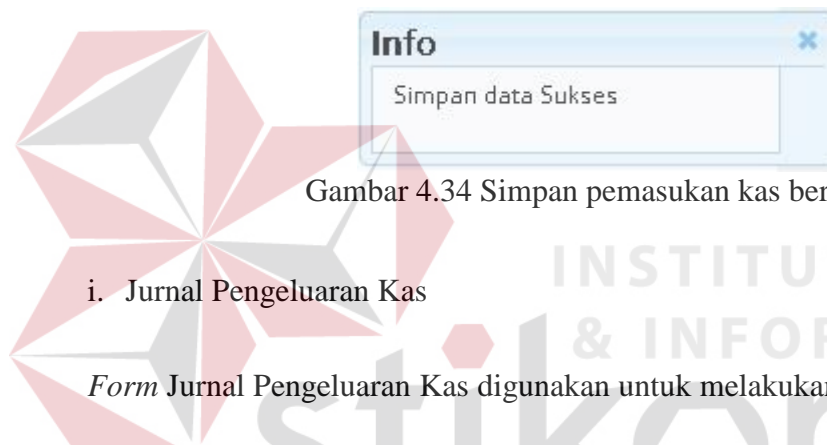 Info
Simpan data Sukses
Gambar 4.34 Simpan pemasukan kas ber
INSTITU
i. Jurnal Pengeluaran Kas
& INFOR
Form Jurnal Pengeluaran Kas digunakan untuk melakukan
stikom